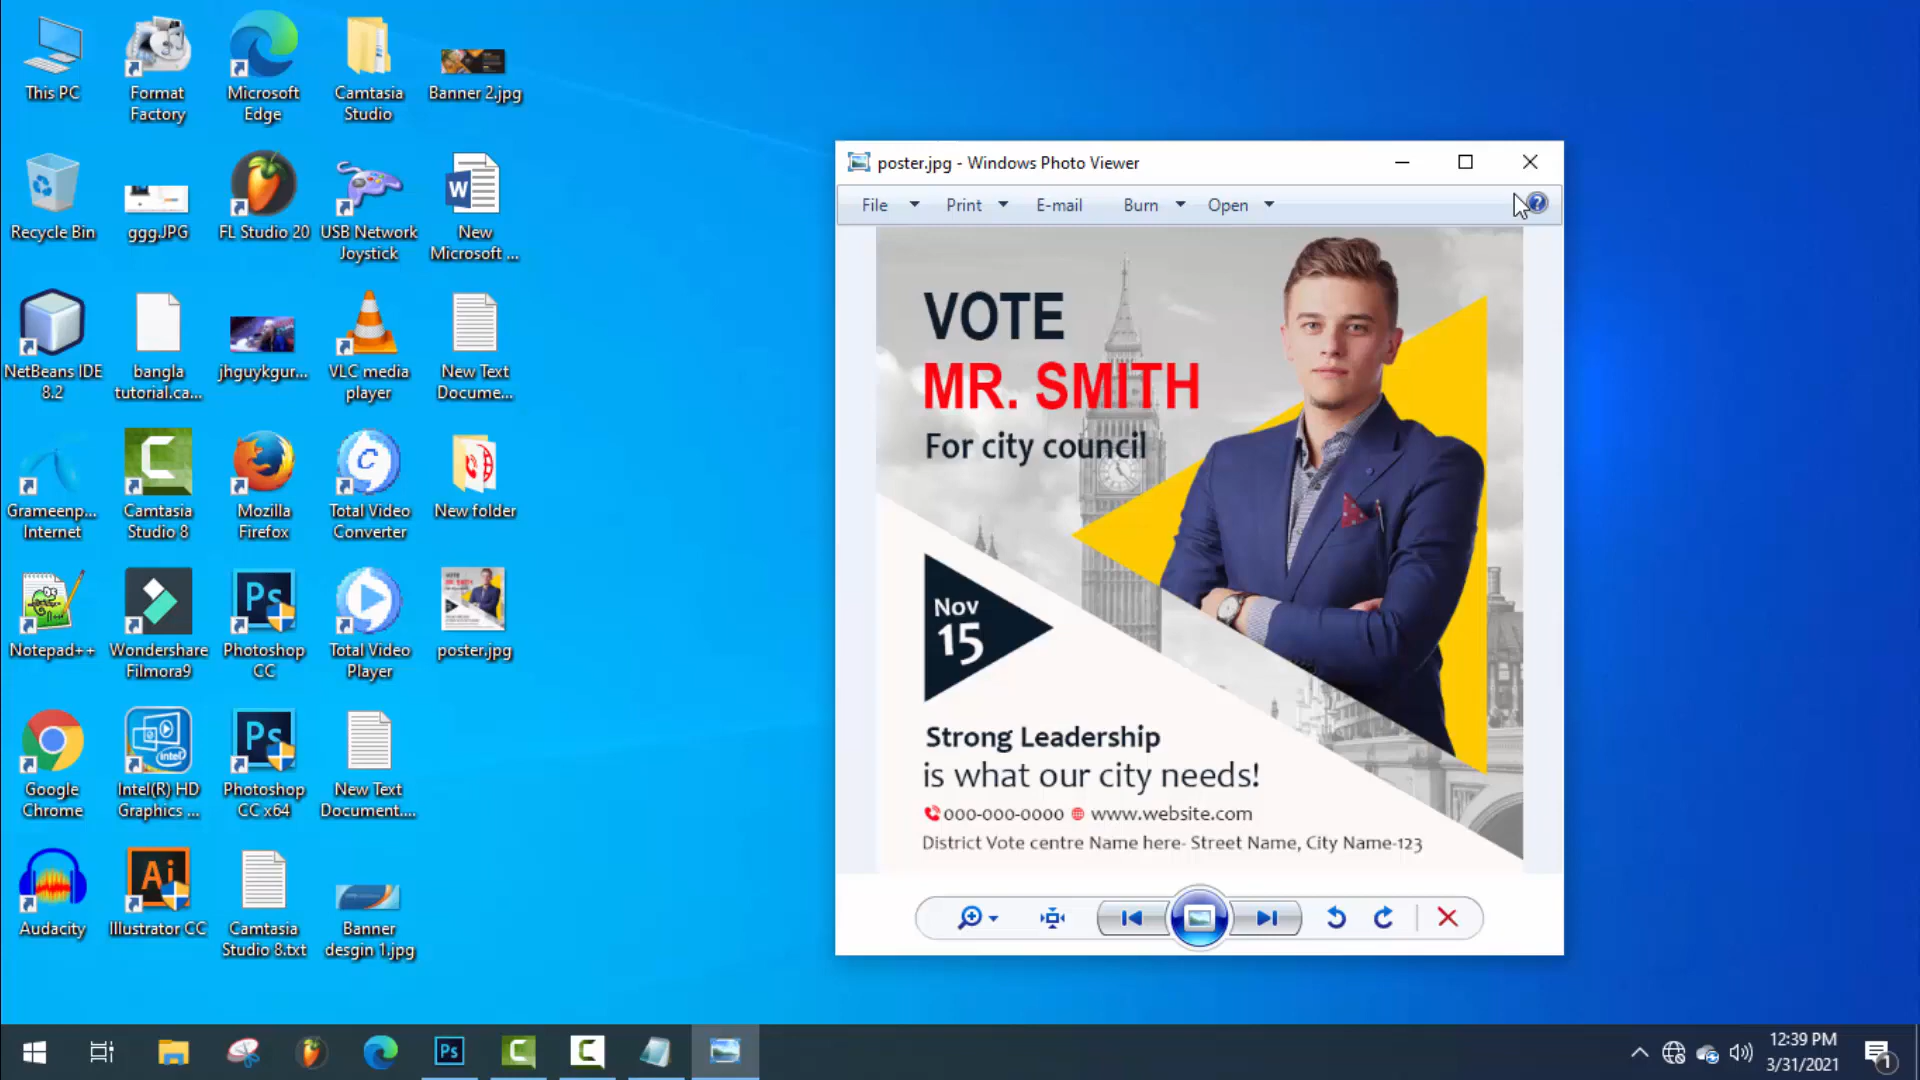 This PC
Format
Factory
Microsoft
Edge
Camtasia
Studio
Banner 2.jpg
Recycle Bin
ggg.JPG
FL Studio 20
USB Network
Joystick
New
Microsoft ...
NetBeans IDE
8.2
bangla
tutorial.ca...
jhguykgur...
VLC media
player
New Text
Docume...
Grameenp...
Internet
Camtasia
Studio 8
Mozilla
Firefox
Total Video
Converter
New folder
Notepad++
Wondershare
Filmora9
Photoshop
CC
Total Video
Player
poster.jpg
Google
Chrome
Intel(R) HD
Graphics ...
Photoshop
CC x64
New Text
Document....
Audacity
Illustrator CC
Camtasia
Studio 8.txt
Banner
desgin 1.jpg
poster.jpg - Windows Photo Viewer
File Print E-mail Burn Open
VOTE
MR. SMITH
For city council
Nov
15
Strong Leadership
is what our city needs!
000-000-0000 www.website.com
District Vote centre Name here- Street Name, City Name-123
12:39 PM
3/31/2021
1